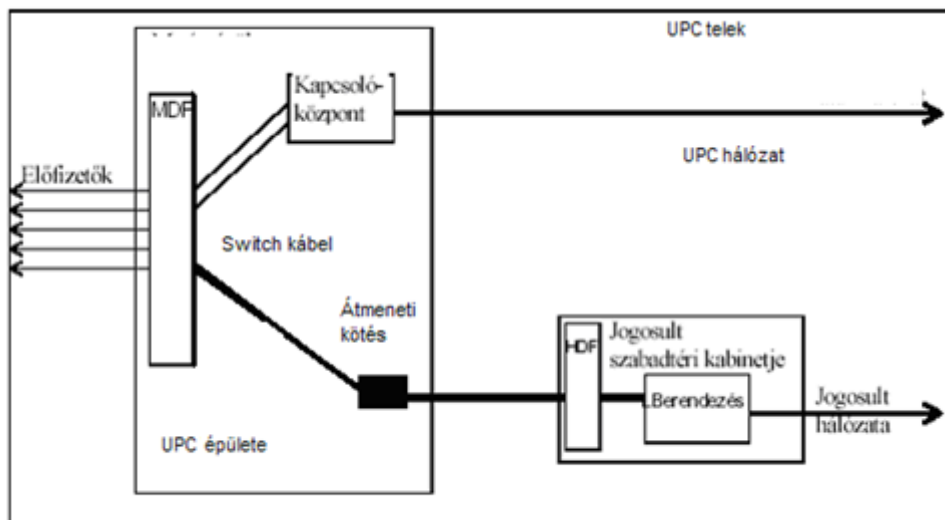 UPC telek
Kapcsoló-
központ
MDF
UPC hálózat
Előfizetők
Switch kábel
Átmeneti
kötés
HDF
Jogosult
szabadtéri kabinetje
Berendezés
Jogosult
hálózata
UPC épülete